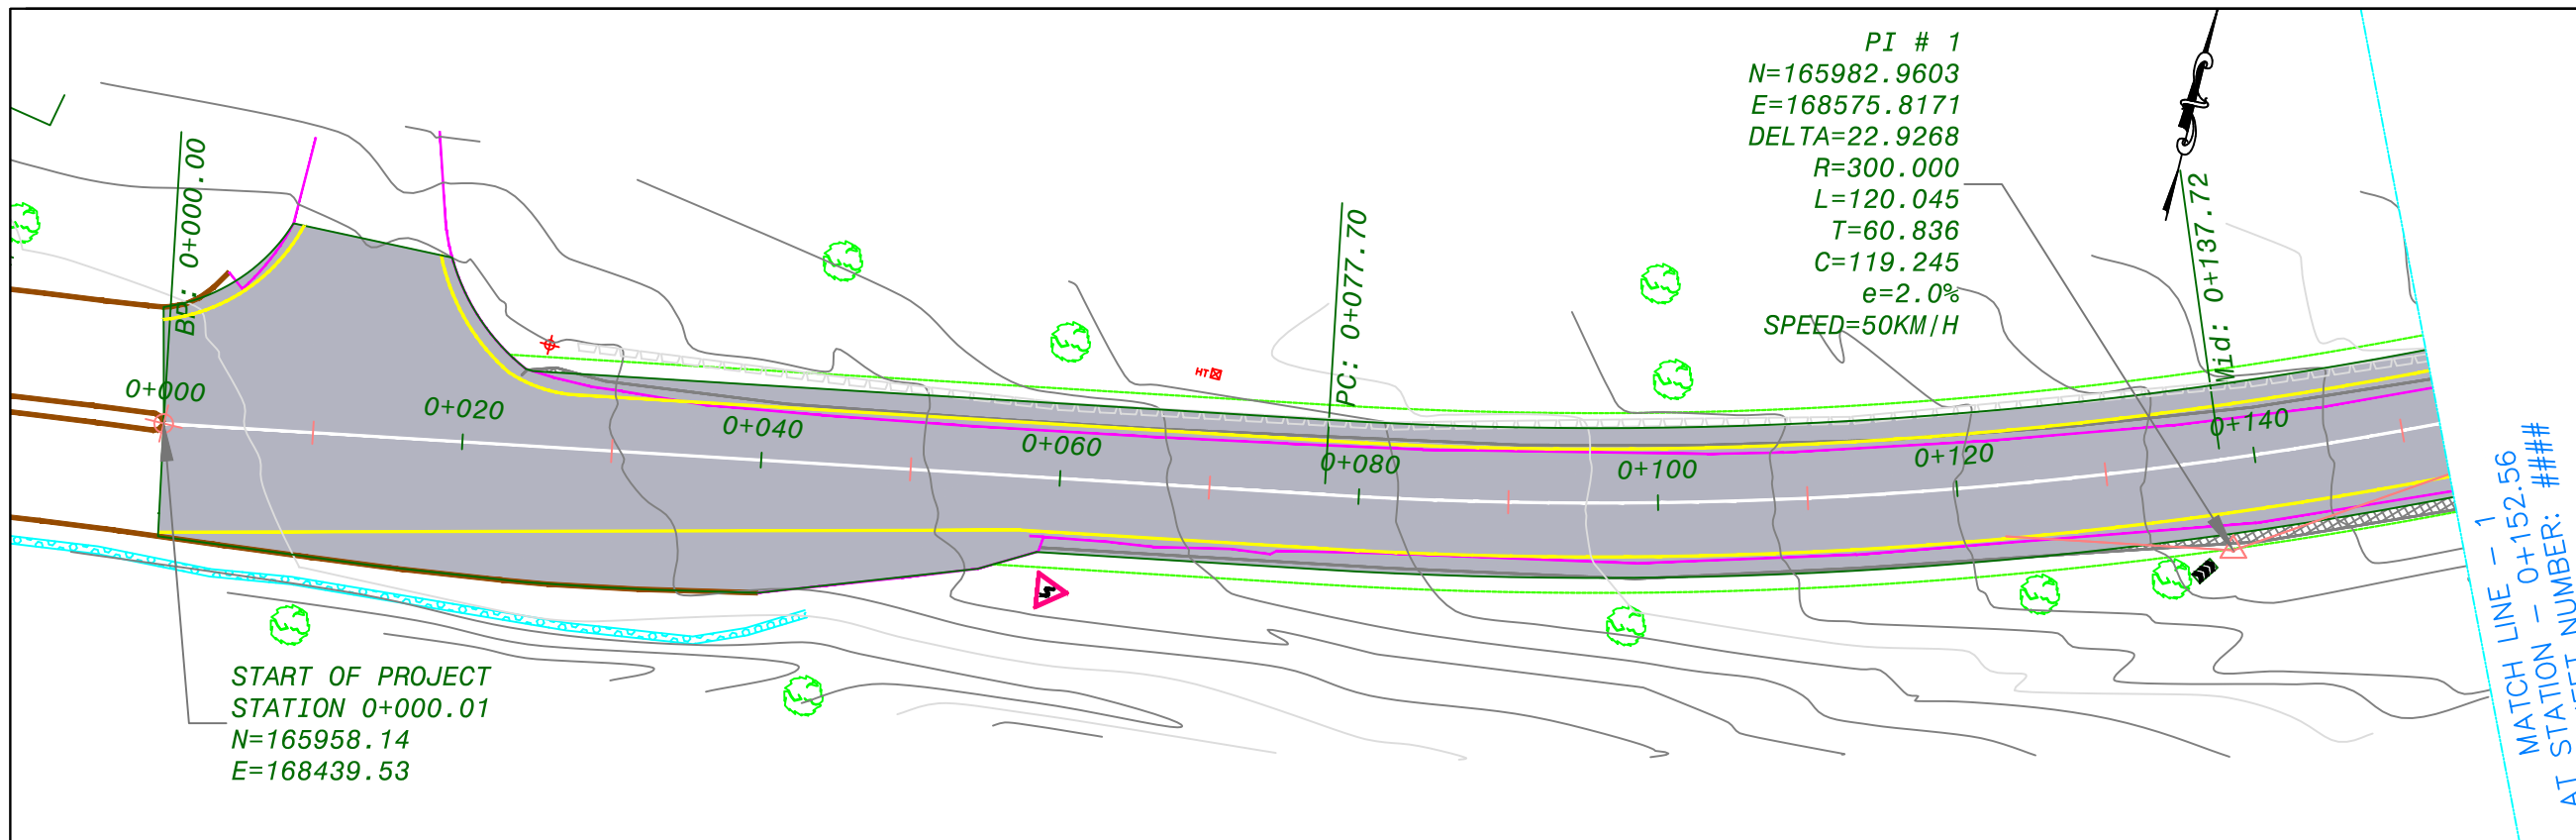 PI # 1
N=165982.9603
E=168575.8171
DELTA=22.9268
R=300.000
L=120.045
T=60.836
C=119.245
e=2.0%
SPEED=50KM/H
BP: 0+000.00
PC: 0+077.70
Mid: 0+137.72
HT
0+000
0+020
0+040
0+060
0+080
0+100
0+120
0+140
START OF PROJECT
STATION 0+000.01
N=165958.14
E=168439.53
MATCH LINE - 1
AT STATION - 0+152.56
SHEET NUMBER: ####